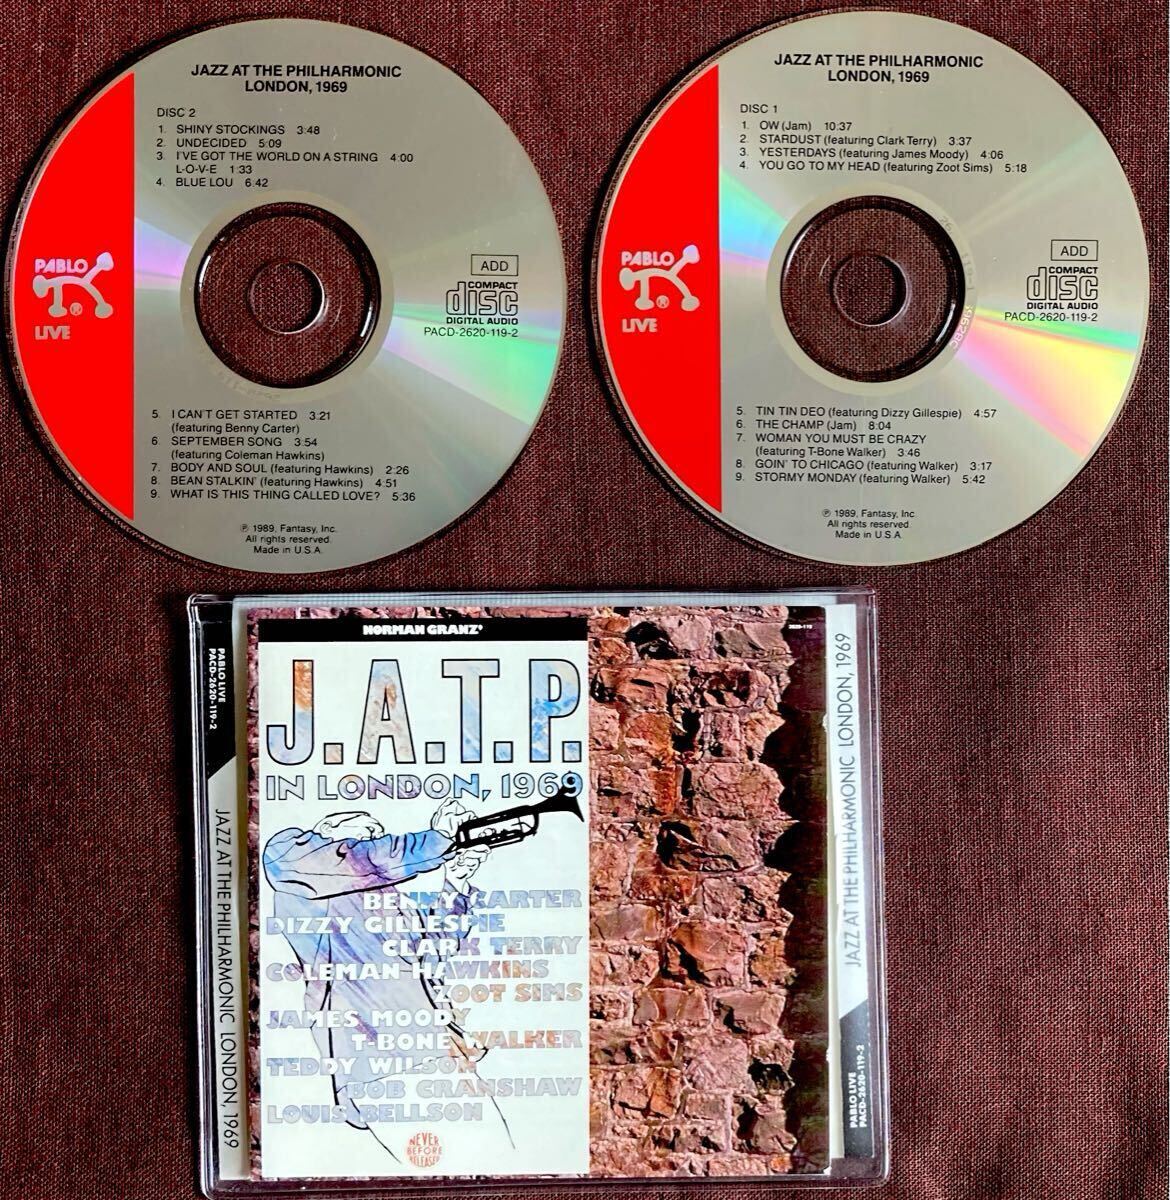 JAZZ AT THE PHILHARMONIC
LONDON, 1969
DISC 2
1. SHINY STOCKINGS 3:48
2. UNDECIDED 5:09
3. I'VE GOT THE WORLD ON A STRING 4:00
L-O-V-E 1:33
4. BLUE LOU 6:42
PABLO
®
LIVE
ADD
COMPACT
disc
DIGITAL AUDIO
PACD-2620-119-2
5. I CAN'T GET STARTED 3:21
(featuring Benny Carter)
6. SEPTEMBER SONG 3:54
(featuring Coleman Hawkins)
7. BODY AND SOUL (featuring Hawkins) 2:26
8. BEAN STALKIN' (featuring Hawkins) 4:51
9. WHAT IS THIS THING CALLED LOVE? 5:36
℗ 1989, Fantasy, Inc.
All rights reserved.
Made in U.S.A.
JAZZ AT THE PHILHARMONIC
LONDON, 1969
DISC 1
1. OW (Jam) 10:37
2. STARDUST (featuring Clark Terry) 3:37
3. YESTERDAYS (featuring James Moody) 4:06
4. YOU GO TO MY HEAD (featuring Zoot Sims) 5:18
PABLO
®
LIVE
ADD
COMPACT
disc
DIGITAL AUDIO
PACD-2620-119-2
5. TIN TIN DEO (featuring Dizzy Gillespie) 4:57
6. THE CHAMP (Jam) 8:04
7. WOMAN YOU MUST BE CRAZY
(featuring T-Bone Walker) 3:46
8. GOIN' TO CHICAGO (featuring Walker) 3:17
9. STORMY MONDAY (featuring Walker) 5:42
℗ 1989, Fantasy, Inc.
All rights reserved.
Made in U.S.A.
PABLO LIVE
PACD-2620-119-2
JAZZ AT THE PHILHARMONIC LONDON, 1969
NORMAN GRANZ'
J.A.T.P.
IN LONDON, 1969
BENNY CARTER
DIZZY GILLESPIE
CLARK TERRY
COLEMAN HAWKINS
ZOOT SIMS
JAMES MOODY
T-BONE WALKER
TEDDY WILSON
BOB CRANSHAW
LOUIS BELLSON
NEVER
BEFORE
RELEASED
2620-119
JAZZ AT THE PHILHARMONIC LONDON, 1969
PABLO LIVE
PACD-2620-119-2